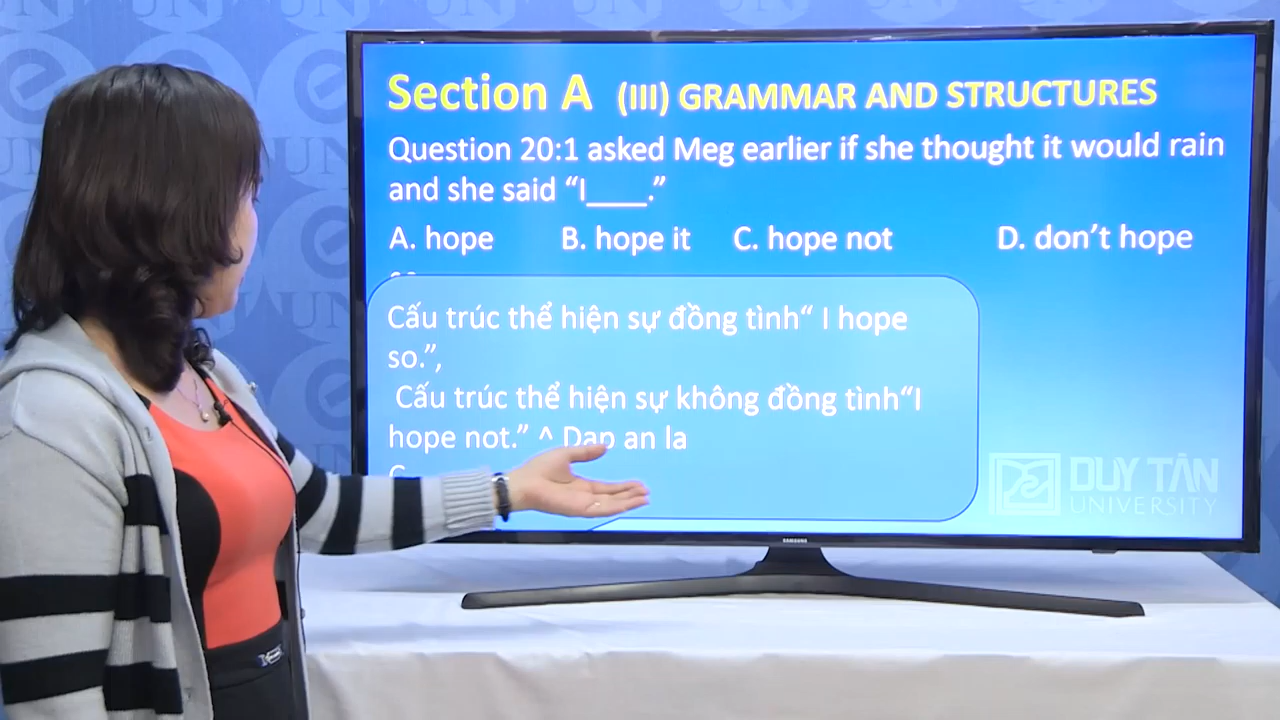 Section A (III) GRAMMAR AND STRUCTURES
Question 20:1 asked Meg earlier if she thought it would rain
and she said “I____.”
A. hope B. hope it C. hope not D. don’t hope
Cấu trúc thể hiện sự đồng tình“ I hope
so.”,
Cấu trúc thể hiện sự không đồng tình“I
hope not.” ^ Dap an la
C
DUY TÂN
UNIVERSITY
SAMSUNG